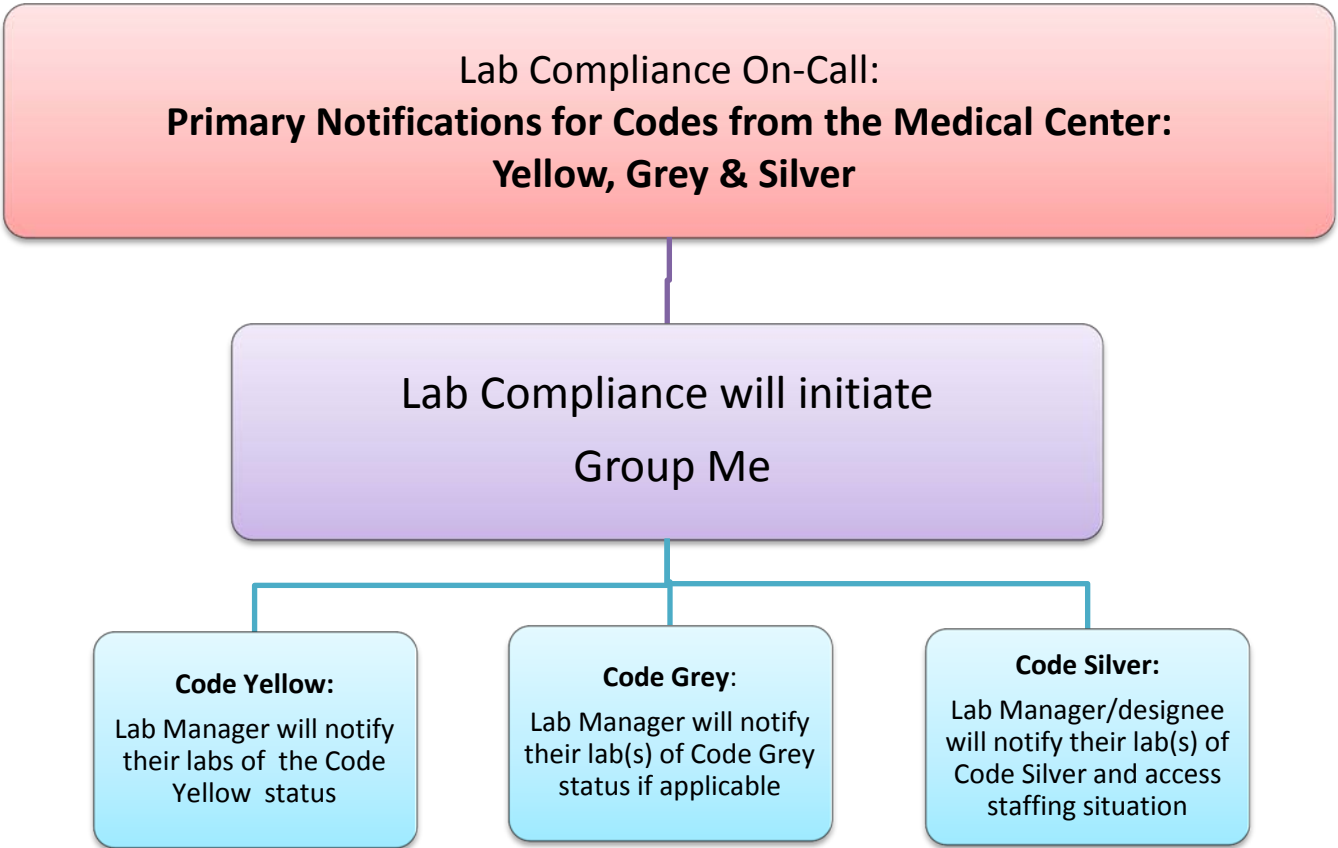 Lab Compliance On-Call:
Primary Notifications for Codes from the Medical Center:
Yellow, Grey & Silver
Lab Compliance will initiate
Group Me
Code Yellow:
Lab Manager will notify
their labs of the Code
Yellow status
Code Grey:
Lab Manager will notify
their lab(s) of Code Grey
status if applicable
Code Silver:
Lab Manager/designee
will notify their lab(s) of
Code Silver and access
staffing situation